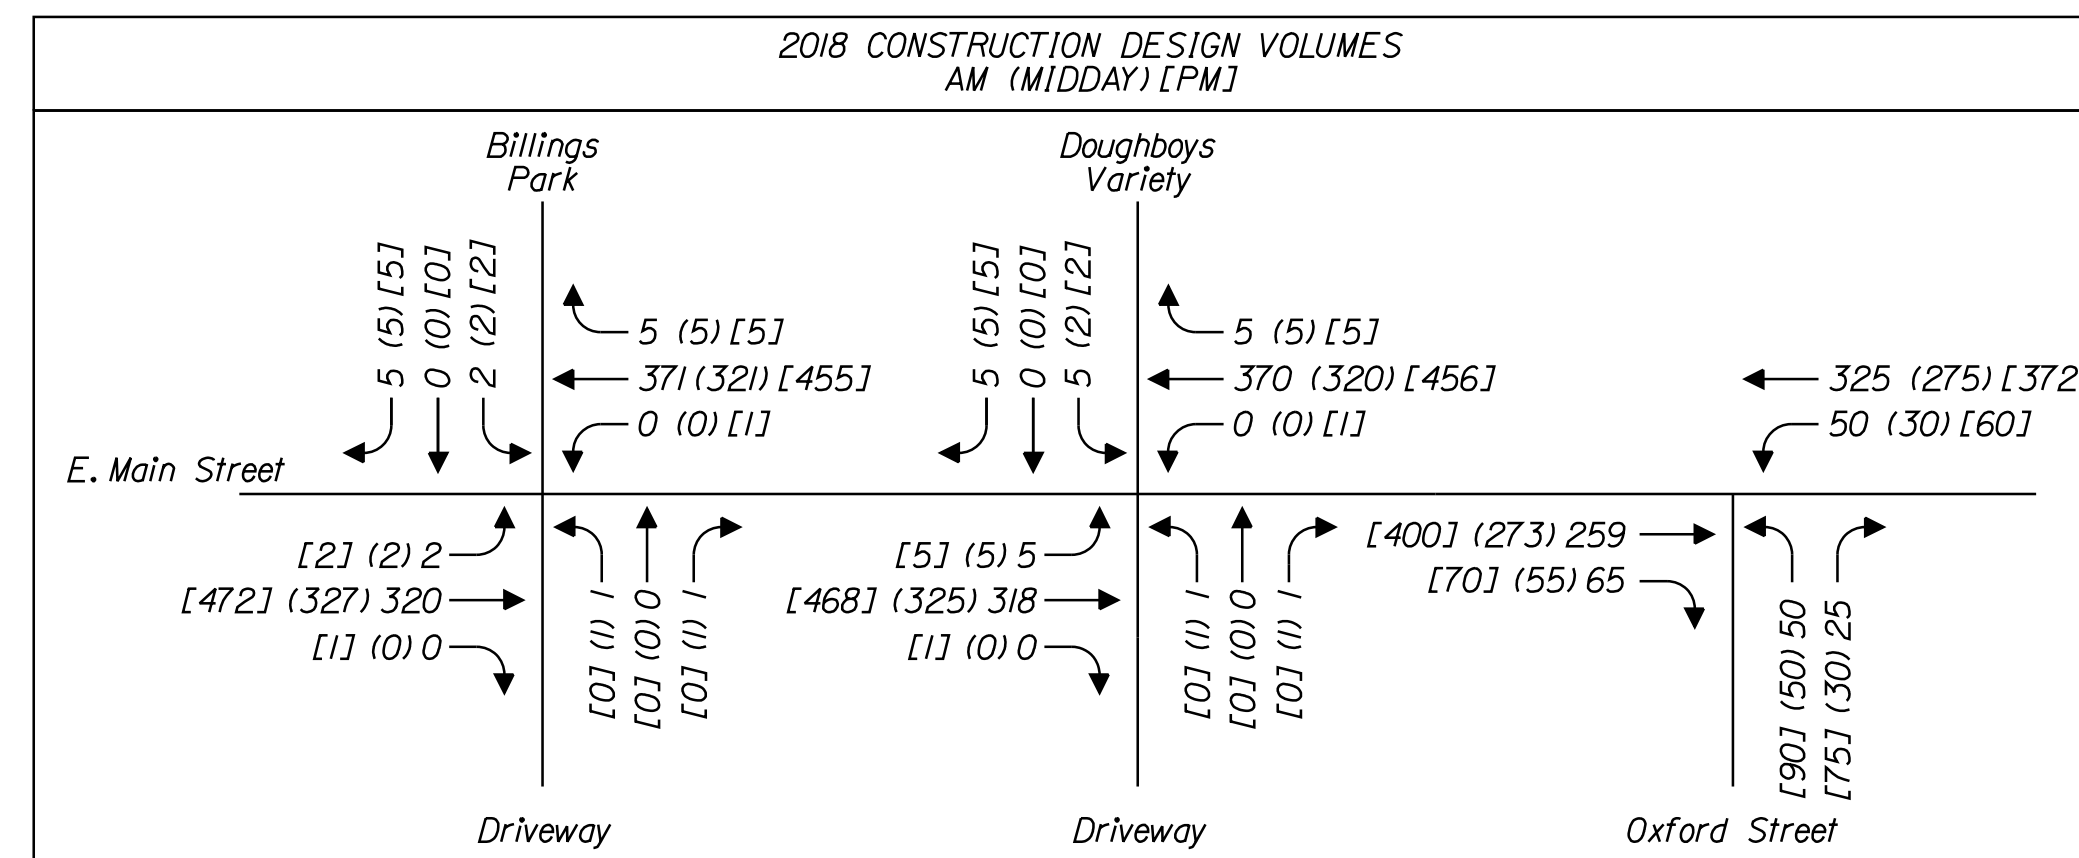 2018 CONSTRUCTION DESIGN VOLUMES
AM (MIDDAY) [PM]
Billings
Park
Doughboys
Variety
5 (5) [5]
0 (0) [0]
2 (2) [2]
5 (5) [5]
371 (321) [455]
0 (0) [1]
5 (5) [5]
0 (0) [0]
5 (2) [2]
5 (5) [5]
370 (320) [456]
0 (0) [1]
325 (275) [372
50 (30) [60]
E. Main Street
[2] (2) 2
[472] (327) 320
[1] (0) 0
[0] (1) 1
[0] (0) 0
[0] (1) 1
[5] (5) 5
[468] (325) 318
[1] (0) 0
[0] (1) 1
[0] (0) 0
[0] (1) 1
[400] (273) 259
[70] (55) 65
[90] (50) 50
[75] (30) 25
Driveway
Driveway
Oxford Street